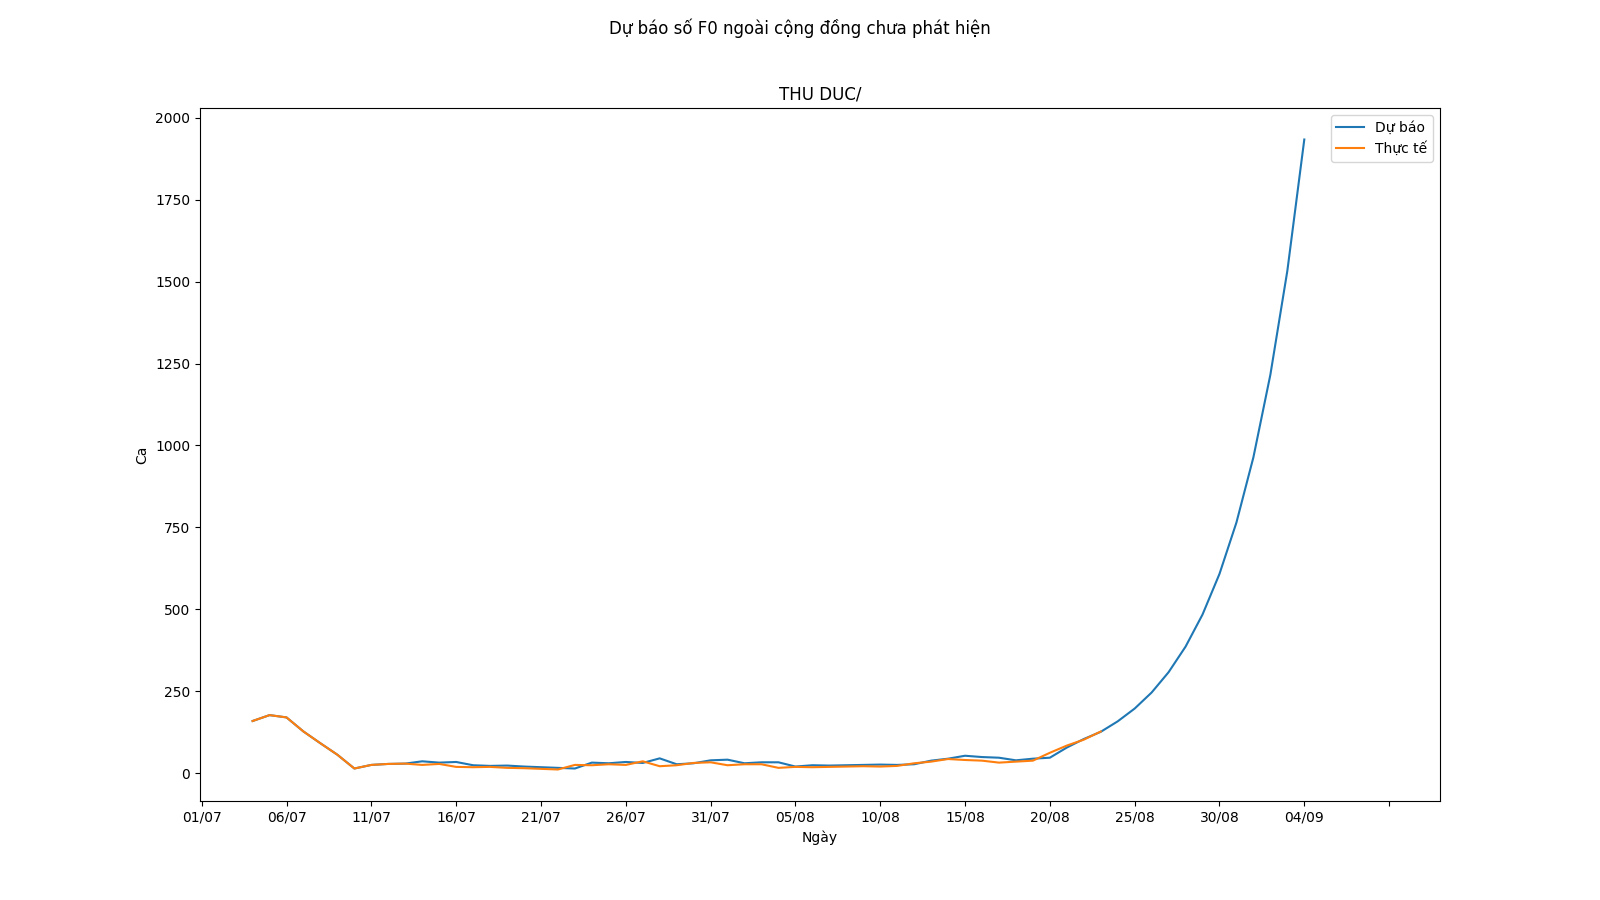 Dự báo số F0 ngoài cộng đồng chưa phát hiện
THU DUC/
Dự báo
Thực tế
2000
1750
1500
1250
1000
750
500
250
0
Ca
01/07 06/07 11/07 16/07 21/07 26/07 31/07 05/08 10/08 15/08 20/08 25/08 30/08 04/09
Ngày